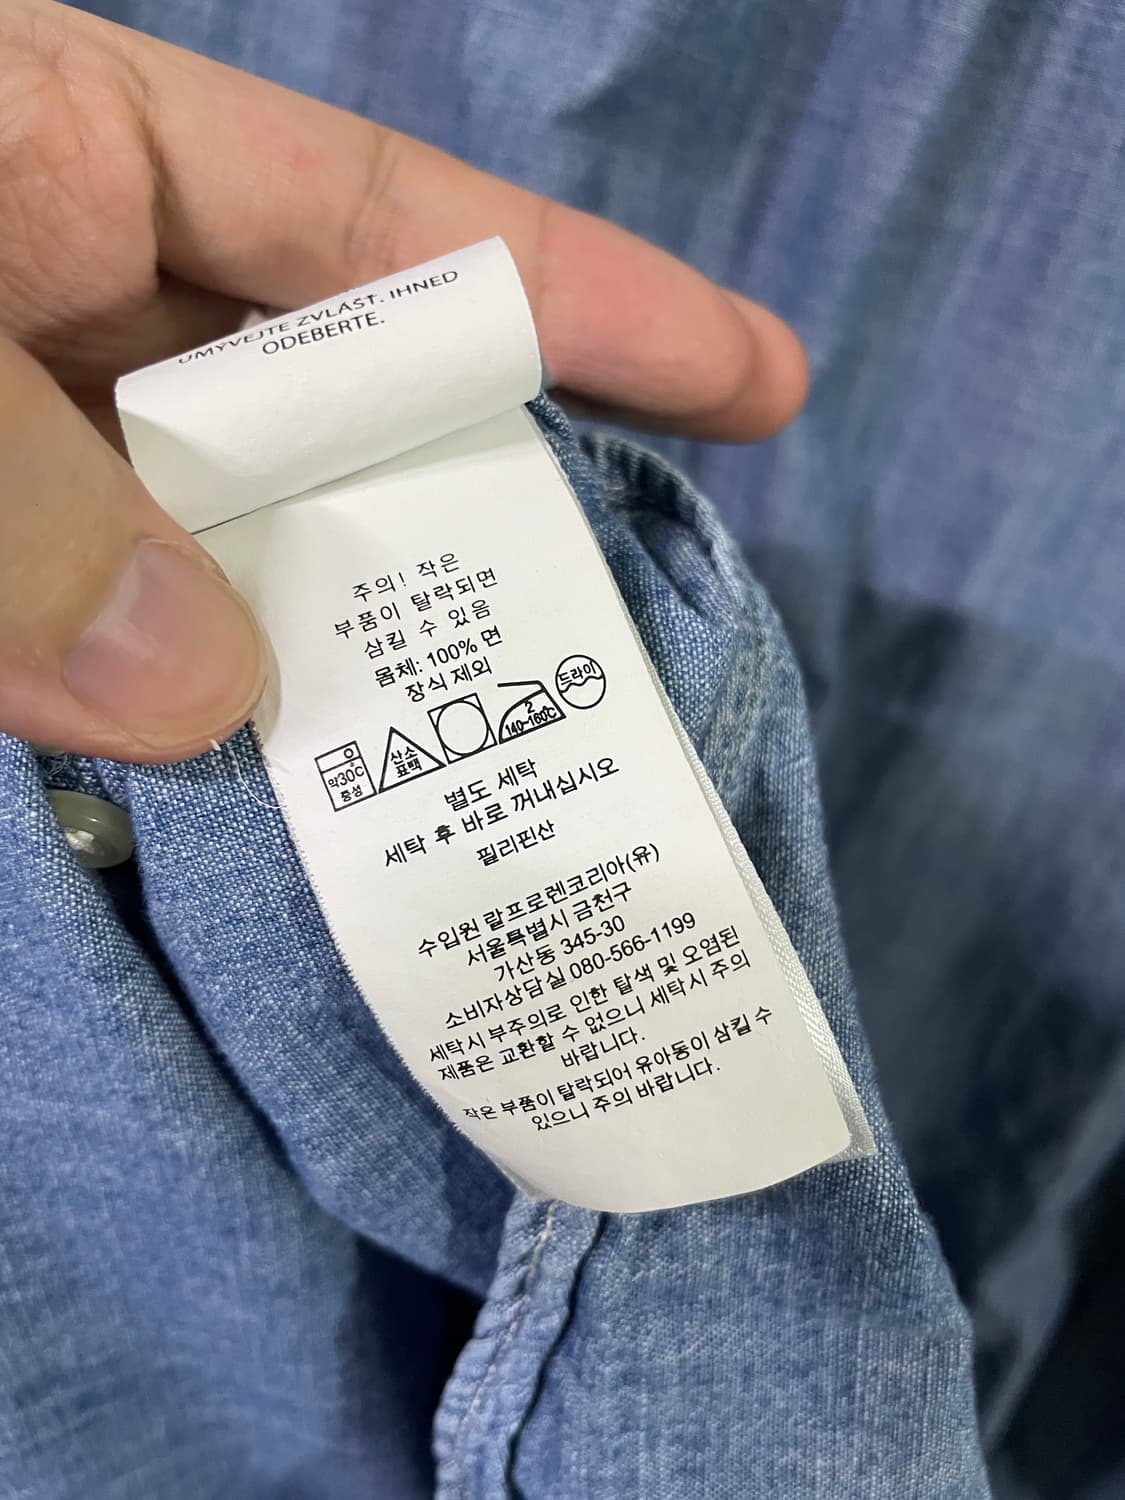 UMYVEJTE ZVLÁŠT. IHNED
ODEBERTE.
주의! 작은
부품이 탈락되면
삼킬 수 있음
몸체: 100% 면
장식 제외
약30°C
중성
산소
표백
2
140~160°C
드라이
별도 세탁
세탁 후 바로 꺼내십시오
필리핀산
수입원 랄프로렌코리아(유)
서울특별시 금천구
가산동 345-30
소비자상담실 080-566-1199
세탁시 부주의로 인한 탈색 및 오염된
제품은 교환할 수 없으니 세탁시 주의
바랍니다.
작은 부품이 탈락되어 유아동이 삼킬 수
있으니 주의 바랍니다.